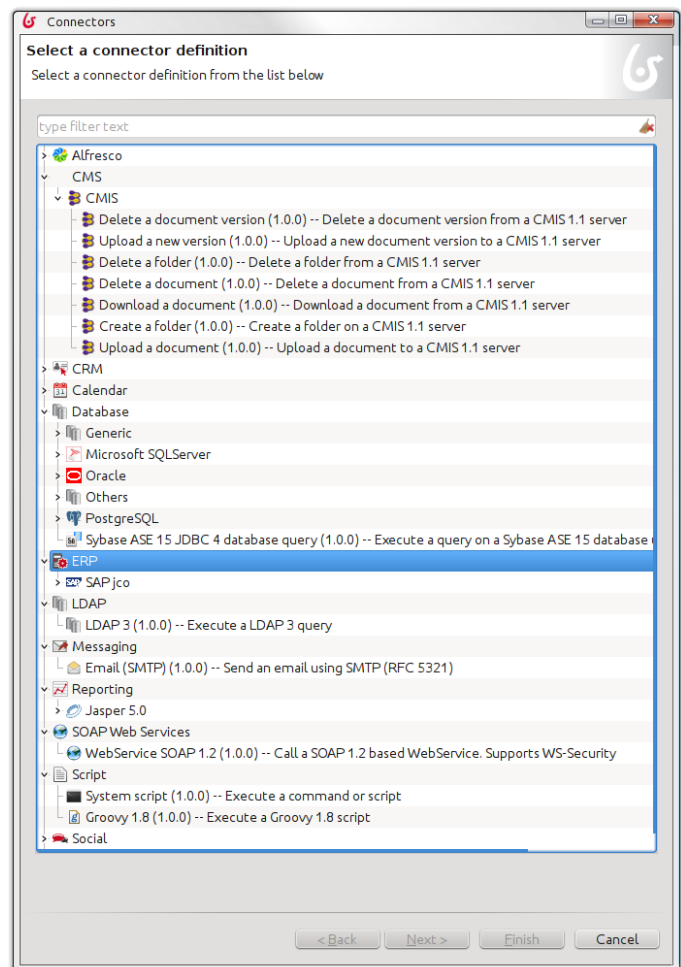 Connectors
Select a connector definition
Select a connector definition from the list below
type filter text
Alfresco
CMS
CMIS
Delete a document version (1.0.0) -- Delete a document version from a CMIS 1.1 server
Upload a new version (1.0.0) -- Upload a new document version to a CMIS 1.1 server
Delete a folder (1.0.0) -- Delete a folder from a CMIS 1.1 server
Delete a document (1.0.0) -- Delete a document from a CMIS 1.1 server
Download a document (1.0.0) -- Download a document from a CMIS 1.1 server
Create a folder (1.0.0) -- Create a folder on a CMIS 1.1 server
Upload a document (1.0.0) -- Upload a document to a CMIS 1.1 server
CRM
31 Calendar
Database
Generic
Microsoft SQLServer
Oracle
Others
PostgreSQL
Sybase ASE 15 JDBC 4 database query (1.0.0) -- Execute a query on a Sybase ASE 15 database
ERP
SAP SAP jco
LDAP
LDAP 3 (1.0.0) -- Execute a LDAP 3 query
Messaging
Email (SMTP) (1.0.0) -- Send an email using SMTP (RFC 5321)
Reporting
Jasper 5.0
SOAP Web Services
WebService SOAP 1.2 (1.0.0) -- Call a SOAP 1.2 based WebService. Supports WS-Security
Script
System script (1.0.0) -- Execute a command or script
g Groovy 1.8 (1.0.0) -- Execute a Groovy 1.8 script
Social
< Back Next > Finish Cancel